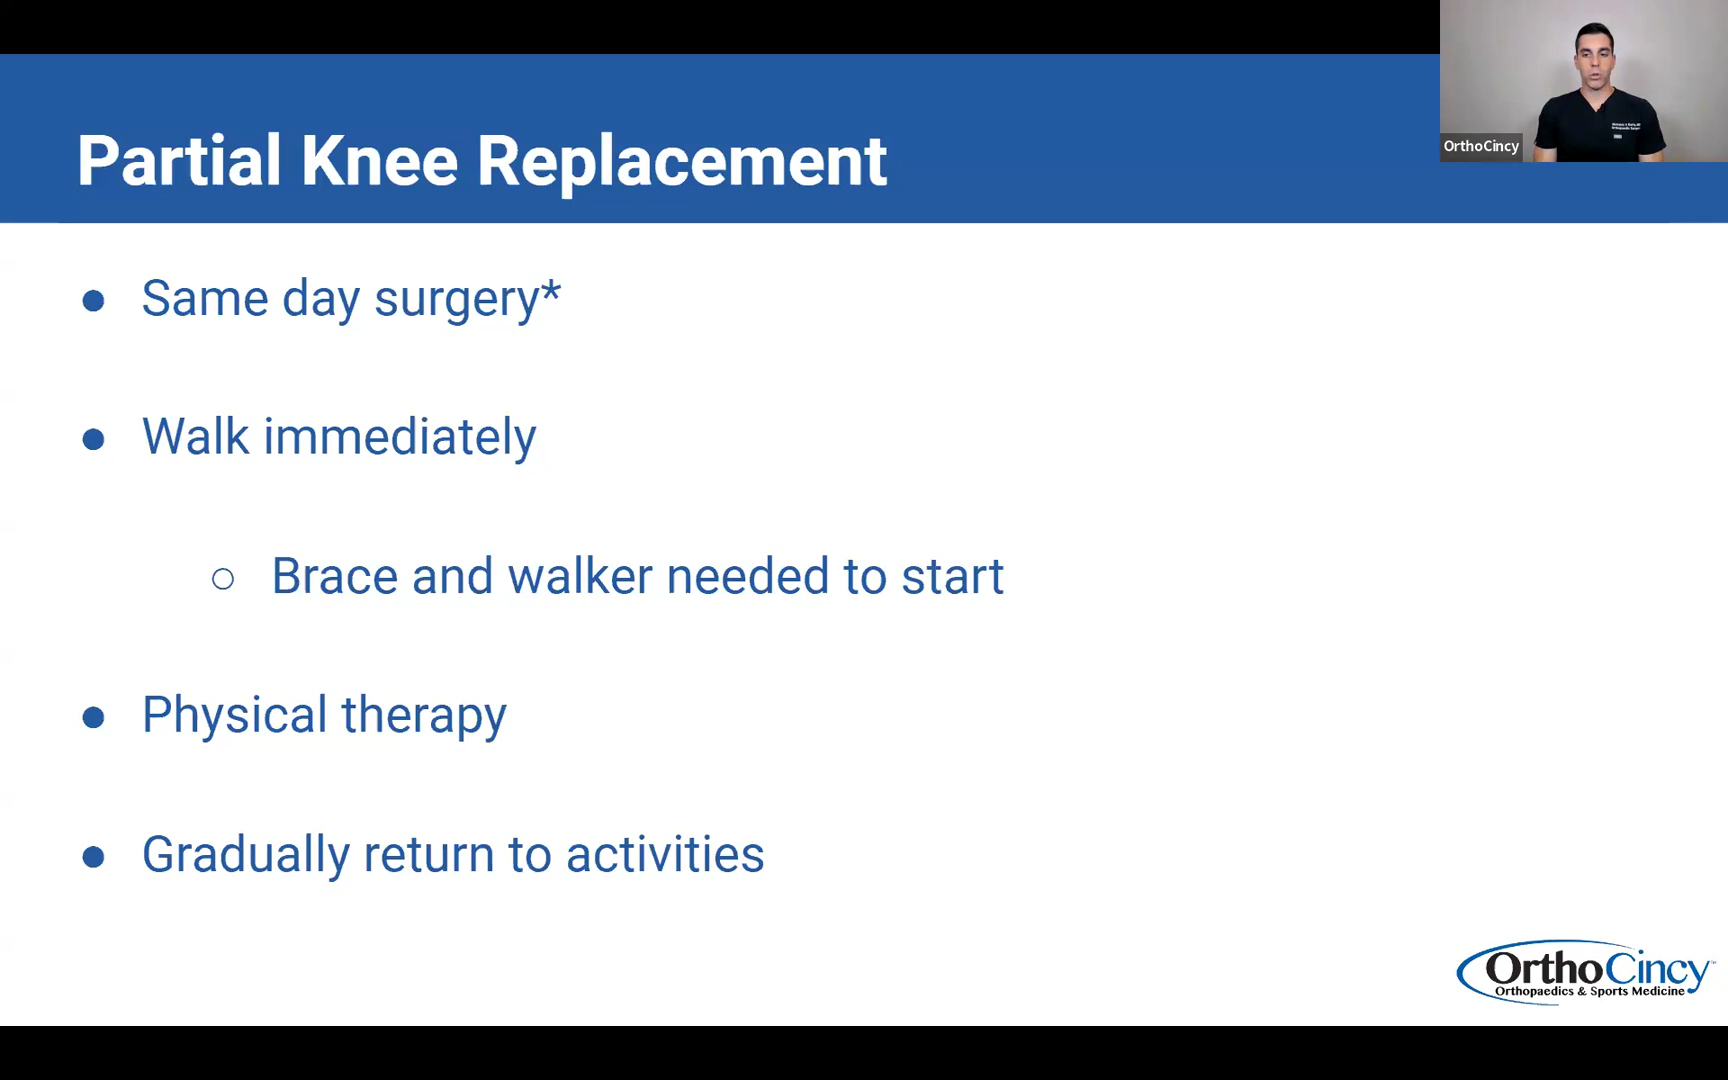 Partial Knee Replacement
OrthoCincy
● Same day surgery*
● Walk immediately
○ Brace and walker needed to start
● Physical therapy
● Gradually return to activities
OrthoCincy™
Orthopaedics & Sports Medicine